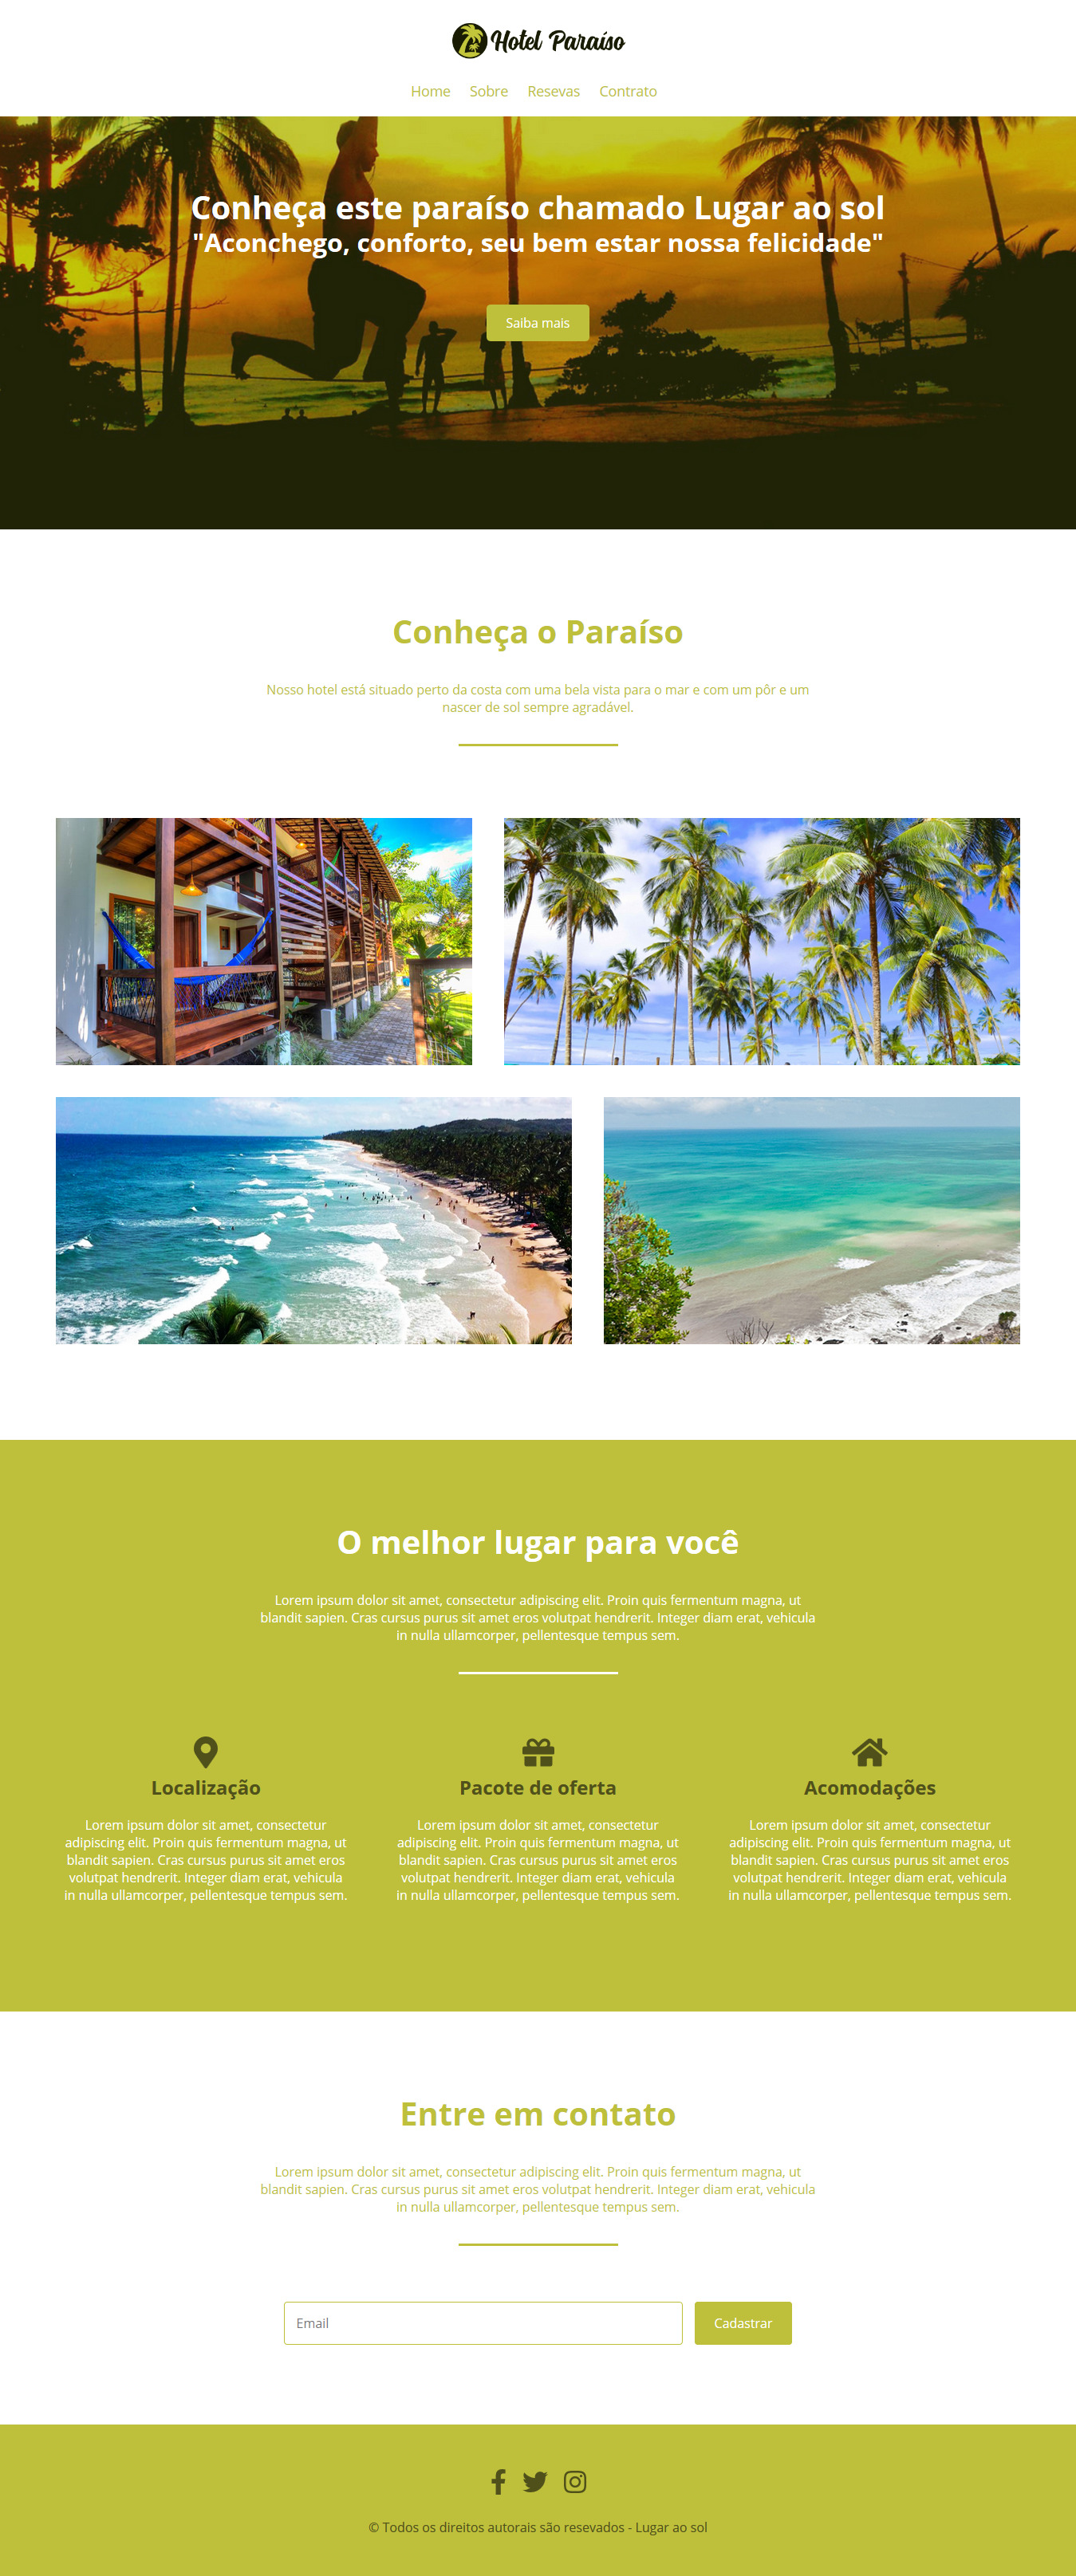 Hotel Paraíso
Home Sobre Resevas Contrato
Conheça este paraíso chamado Lugar ao sol
"Aconchego, conforto, seu bem estar nossa felicidade"
Saiba mais
Conheça o Paraíso
Nosso hotel está situado perto da costa com uma bela vista para o mar e com um pôr e um
nascer de sol sempre agradável.
O melhor lugar para você
Lorem ipsum dolor sit amet, consectetur adipiscing elit. Proin quis fermentum magna, ut
blandit sapien. Cras cursus purus sit amet eros volutpat hendrerit. Integer diam erat, vehicula
in nulla ullamcorper, pellentesque tempus sem.
Localização
Lorem ipsum dolor sit amet, consectetur
adipiscing elit. Proin quis fermentum magna, ut
blandit sapien. Cras cursus purus sit amet eros
volutpat hendrerit. Integer diam erat, vehicula
in nulla ullamcorper, pellentesque tempus sem.
Pacote de oferta
Lorem ipsum dolor sit amet, consectetur
adipiscing elit. Proin quis fermentum magna, ut
blandit sapien. Cras cursus purus sit amet eros
volutpat hendrerit. Integer diam erat, vehicula
in nulla ullamcorper, pellentesque tempus sem.
Acomodações
Lorem ipsum dolor sit amet, consectetur
adipiscing elit. Proin quis fermentum magna, ut
blandit sapien. Cras cursus purus sit amet eros
volutpat hendrerit. Integer diam erat, vehicula
in nulla ullamcorper, pellentesque tempus sem.
Entre em contato
Lorem ipsum dolor sit amet, consectetur adipiscing elit. Proin quis fermentum magna, ut
blandit sapien. Cras cursus purus sit amet eros volutpat hendrerit. Integer diam erat, vehicula
in nulla ullamcorper, pellentesque tempus sem.
Email Cadastrar
© Todos os direitos autorais são resevados - Lugar ao sol